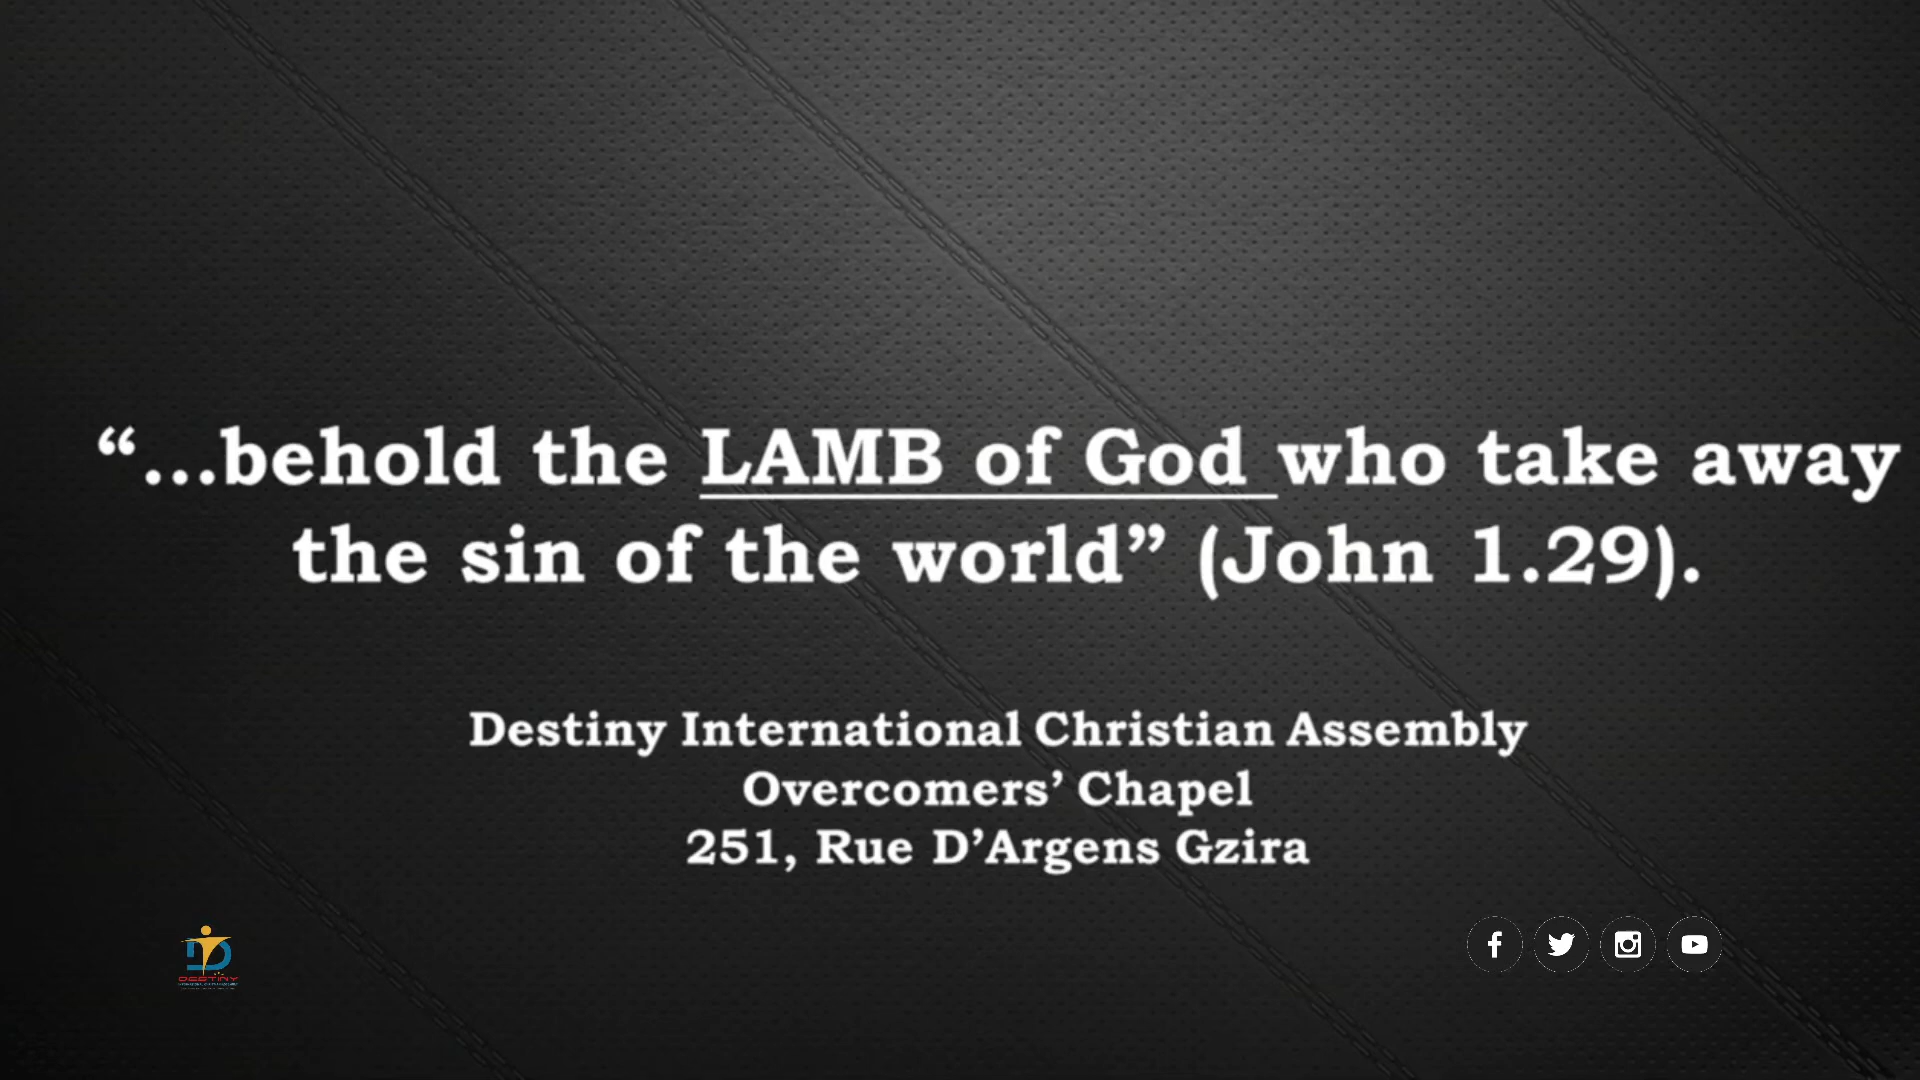 “...behold the LAMB of God who take away
the sin of the world” (John 1.29).
Destiny International Christian Assembly
Overcomers’ Chapel
251, Rue D’Argens Gzira
DESTINY